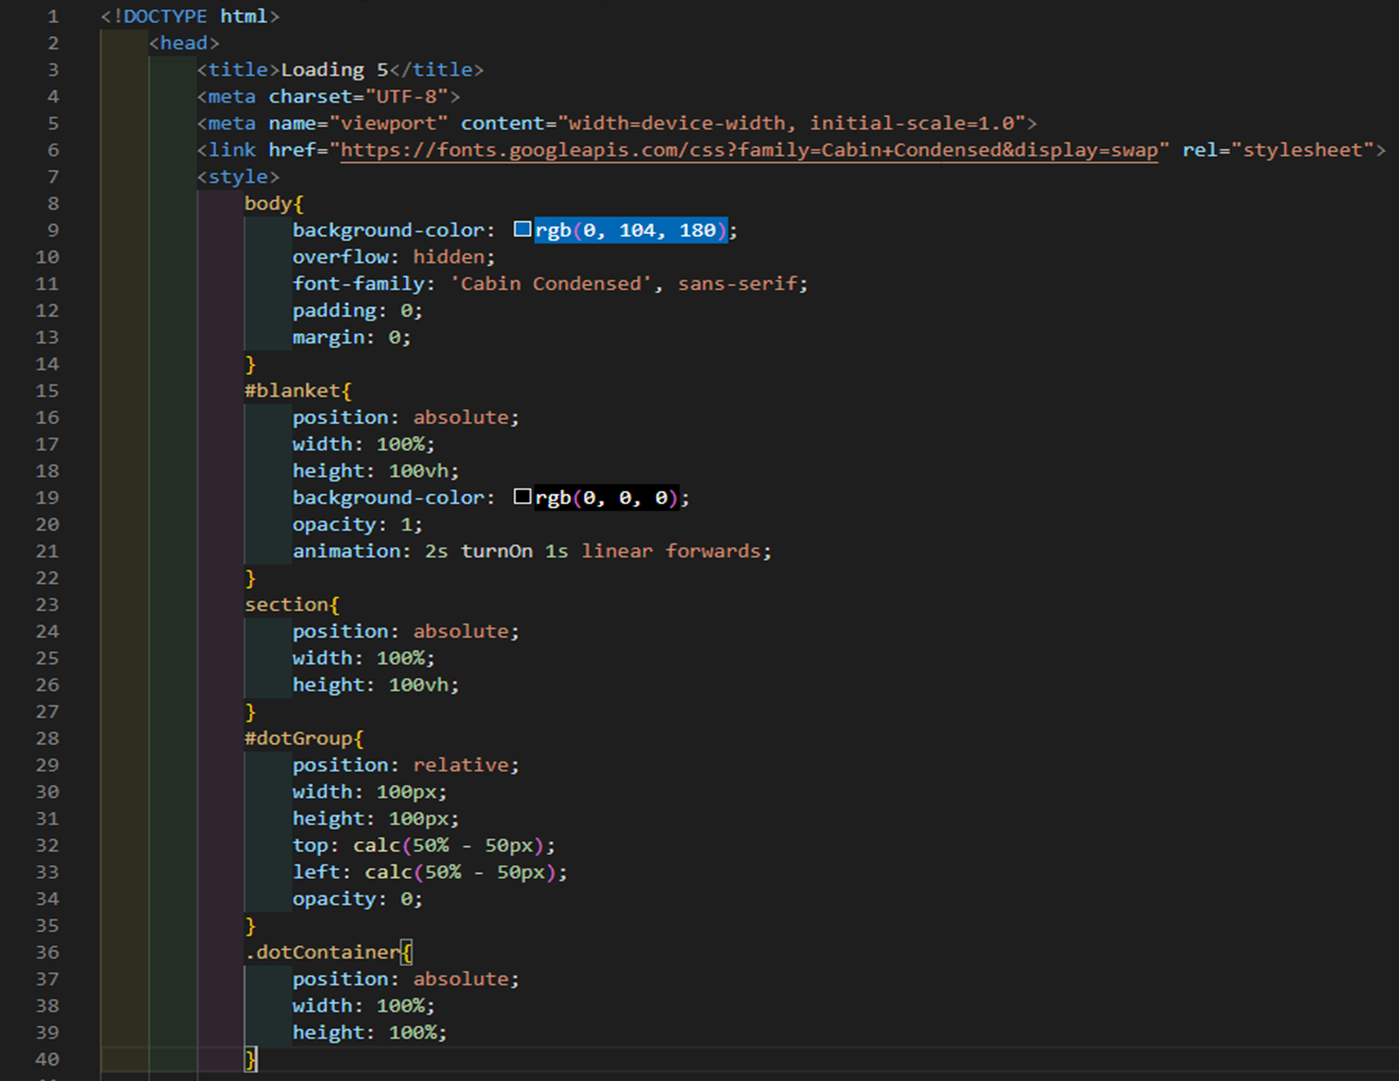 1 <!DOCTYPE html>
2 <head>
3 <title>Loading 5</title>
4 <meta charset="UTF-8">
5 <meta name="viewport" content="width=device-width, initial-scale=1.0">
6 <link href="https://fonts.googleapis.com/css?family=Cabin+Condensed&display=swap" rel="stylesheet">
7 <style>
8 body{
9 background-color: rgb(0, 104, 180);
10 overflow: hidden;
11 font-family: 'Cabin Condensed', sans-serif;
12 padding: 0;
13 margin: 0;
14 }
15 #blanket{
16 position: absolute;
17 width: 100%;
18 height: 100vh;
19 background-color: rgb(0, 0, 0);
20 opacity: 1;
21 animation: 2s turnOn 1s linear forwards;
22 }
23 section{
24 position: absolute;
25 width: 100%;
26 height: 100vh;
27 }
28 #dotGroup{
29 position: relative;
30 width: 100px;
31 height: 100px;
32 top: calc(50% - 50px);
33 left: calc(50% - 50px);
34 opacity: 0;
35 }
36 .dotContainer{
37 position: absolute;
38 width: 100%;
39 height: 100%;
40 }